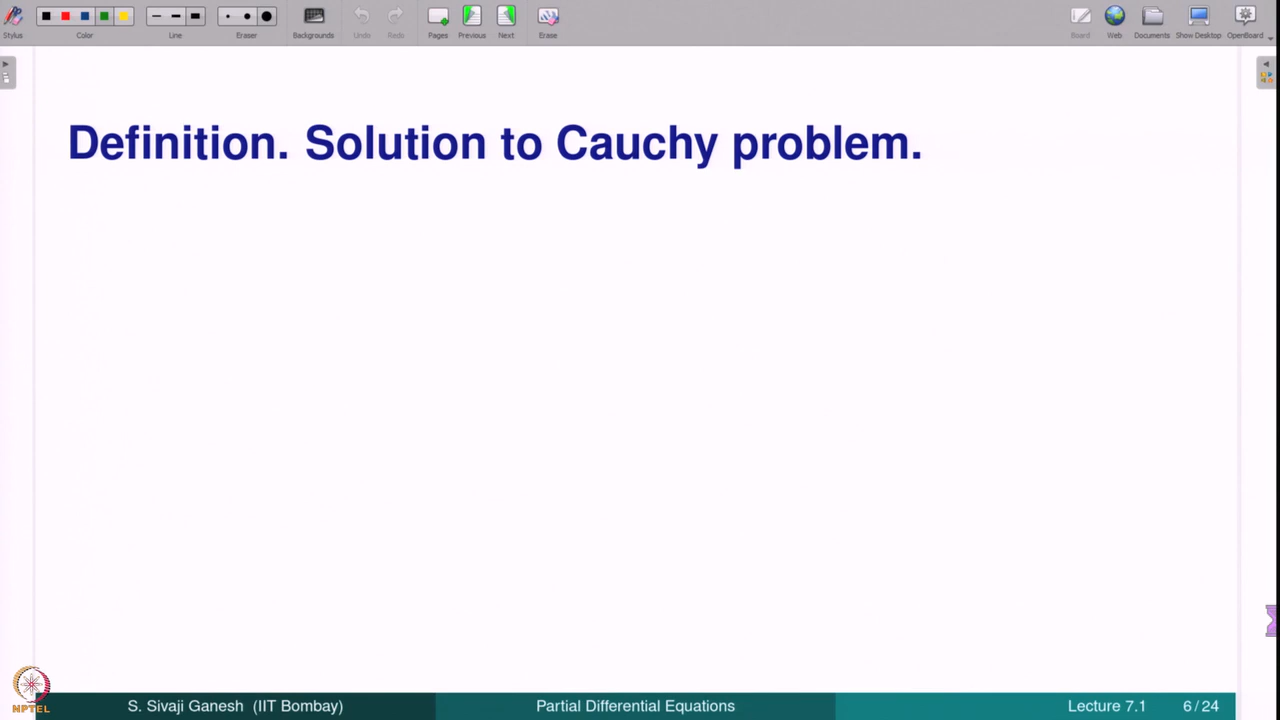 Stylus
Color
Line
Eraser
Backgrounds
Undo
Redo
Pages
Previous
Next
Erase
Board
Web
Documents
Show Desktop
OpenBoard
Definition. Solution to Cauchy problem.
NPTEL
S. Sivaji Ganesh (IIT Bombay)
Partial Differential Equations
Lecture 7.1
6 / 24